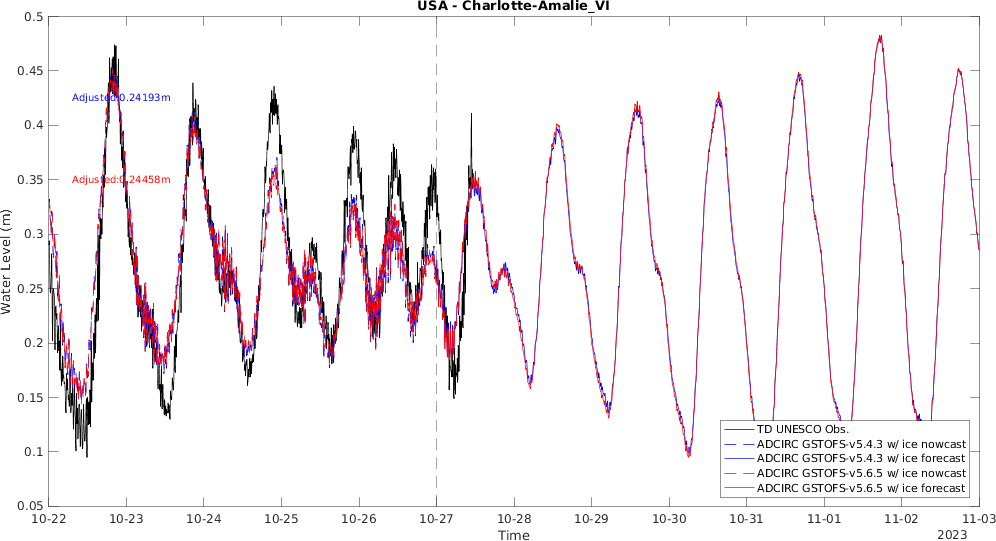 USA - Charlotte-Amalie_VI
0.5
0.45
0.4
0.35
0.3
0.25
0.2
0.15
0.1
0.05
Water Level (m)
Adjusted:0.24193m
Adjusted:0.24458m
TD UNESCO Obs.
ADCIRC GSTOFS-v5.4.3 w/ ice nowcast
ADCIRC GSTOFS-v5.4.3 w/ ice forecast
ADCIRC GSTOFS-v5.6.5 w/ ice nowcast
ADCIRC GSTOFS-v5.6.5 w/ ice forecast
10-22 10-23 10-24 10-25 10-26 10-27 10-28 10-29 10-30 10-31 11-01 11-02 11-03
Time
2023